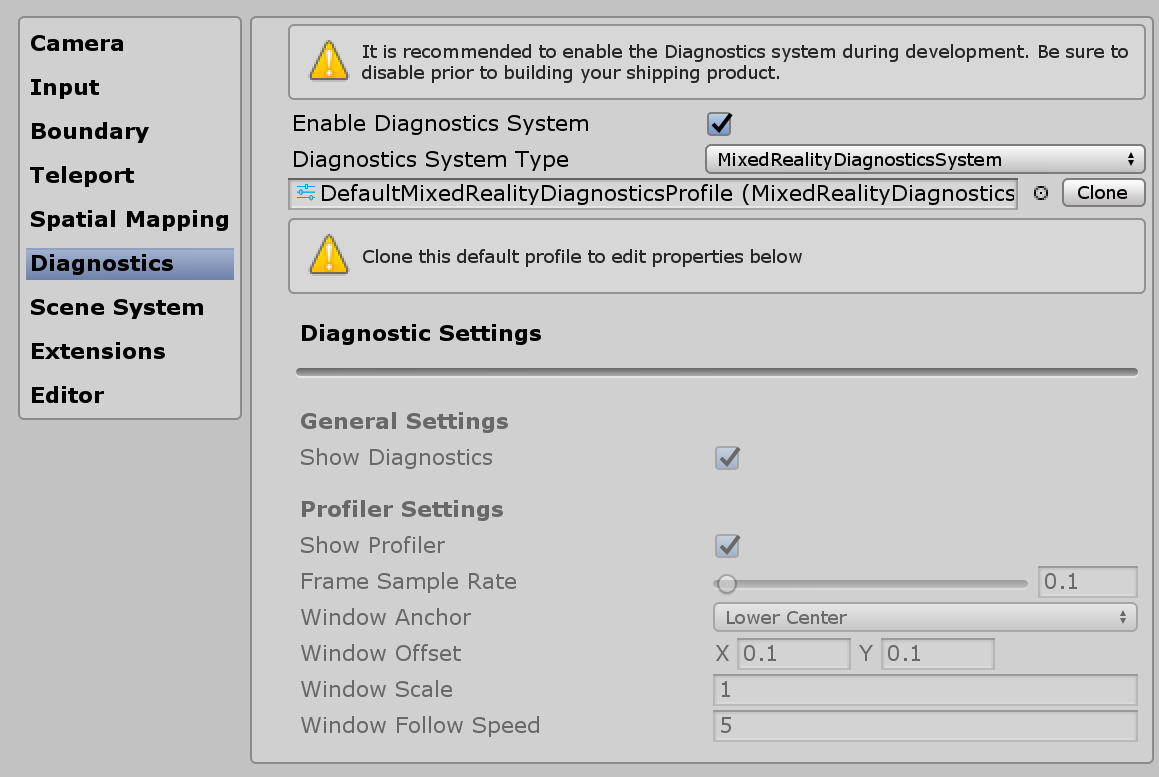 Camera
Input
Boundary
Teleport
Spatial Mapping
Diagnostics
Scene System
Extensions
Editor
It is recommended to enable the Diagnostics system during development. Be sure to
disable prior to building your shipping product.
Enable Diagnostics System
Diagnostics System Type MixedRealityDiagnosticsSystem
DefaultMixedRealityDiagnosticsProfile (MixedRealityDiagnostics Clone
Clone this default profile to edit properties below
Diagnostic Settings
General Settings
Show Diagnostics
Profiler Settings
Show Profiler
Frame Sample Rate 0.1
Window Anchor Lower Center
Window Offset X 0.1 Y 0.1
Window Scale 1
Window Follow Speed 5